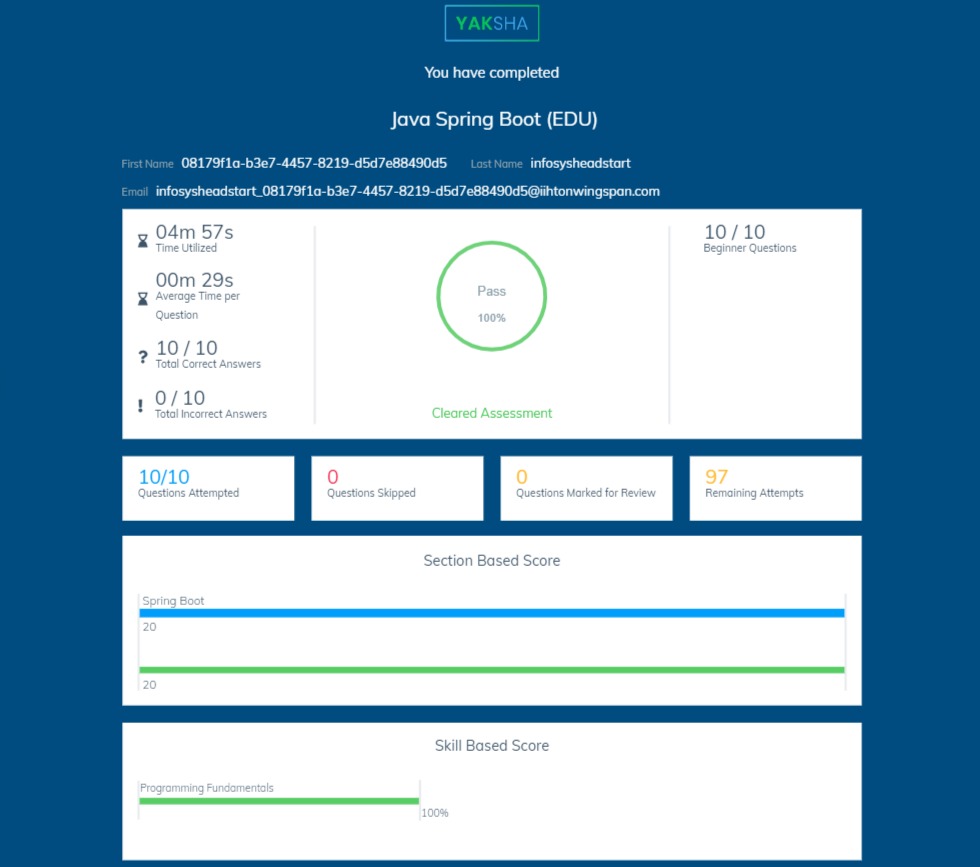 YAKSHA
You have completed
Java Spring Boot (EDU)
First Name 08179f1a-b3e7-4457-8219-d5d7e88490d5 Last Name infosysheadstart
Email infosysheadstart_08179f1a-b3e7-4457-8219-d5d7e88490d5@iihtonwingspan.com
04m 57s
Time Utilized
00m 29s
Average Time per
Question
10 / 10
Total Correct Answers
0 / 10
Total Incorrect Answers
Pass
100%
Cleared Assessment
10 / 10
Beginner Questions
10/10
Questions Attempted
0
Questions Skipped
0
Questions Marked for Review
97
Remaining Attempts
Section Based Score
Spring Boot
20
20
Skill Based Score
Programming Fundamentals
100%